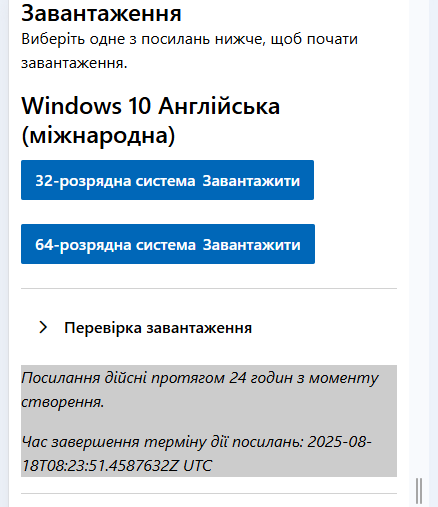 Завантаження
Виберіть одне з посилань нижче, щоб почати
завантаження.
Windows 10 Англійська
(міжнародна)
32-розрядна система Завантажити
64-розрядна система Завантажити
Перевірка завантаження
Посилання дійсні протягом 24 годин з моменту
створення.
Час завершення терміну дії посилань: 2025-08-
18T08:23:51.4587632Z UTC